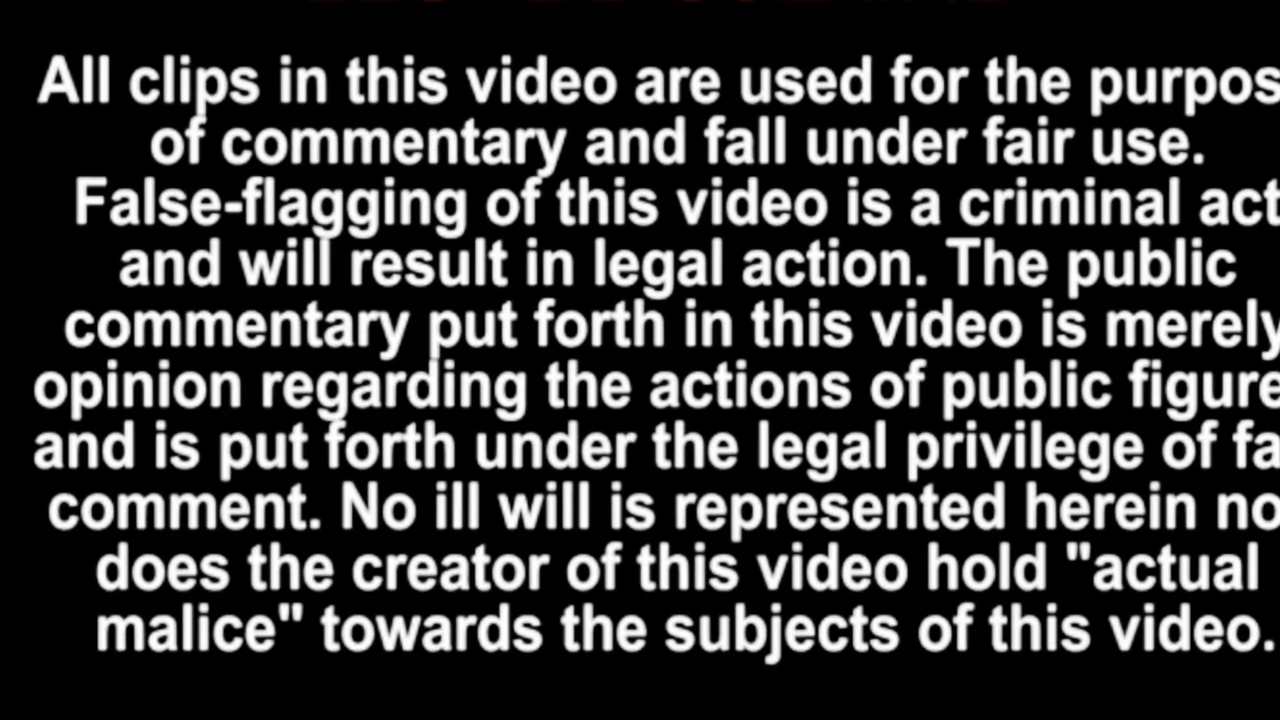 All clips in this video are used for the purpos
of commentary and fall under fair use.
False-flagging of this video is a criminal act
and will result in legal action. The public
commentary put forth in this video is merely
opinion regarding the actions of public figure
and is put forth under the legal privilege of fa
comment. No ill will is represented herein no
does the creator of this video hold "actual
malice" towards the subjects of this video.